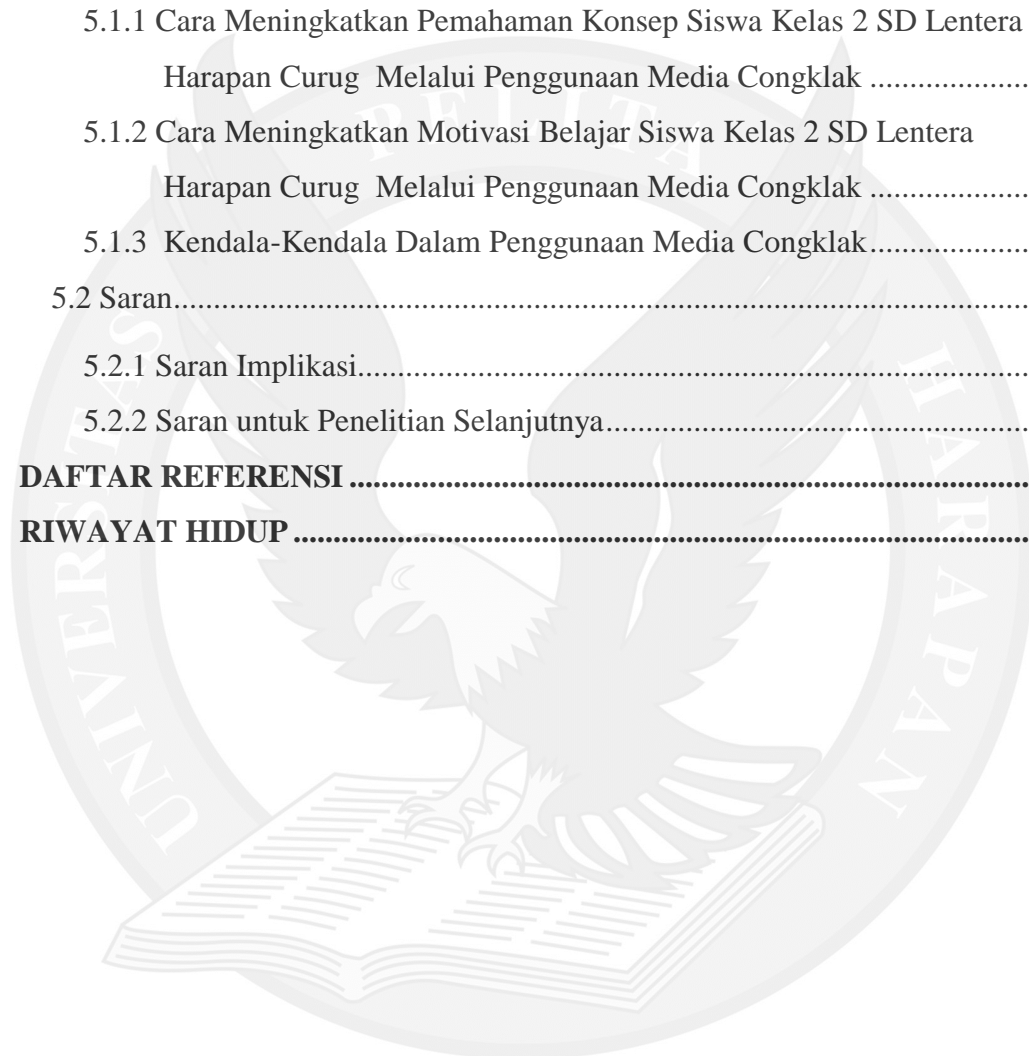 5.1.1 Cara Meningkatkan Pemahaman Konsep Siswa Kelas 2 SD Lentera
Harapan Curug  Melalui Penggunaan Media Congklak ...................
5.1.2 Cara Meningkatkan Motivasi Belajar Siswa Kelas 2 SD Lentera
Harapan Curug  Melalui Penggunaan Media Congklak ...................
5.1.3  Kendala-Kendala Dalam Penggunaan Media Congklak...................
5.2 Saran.......................................................................................
5.2.1 Saran Implikasi................................................................
5.2.2 Saran untuk Penelitian Selanjutnya.......................................
DAFTAR REFERENSI ..................................................................
RIWAYAT HIDUP ........................................................................
UNIVERSITAS PELITA HARAPAN